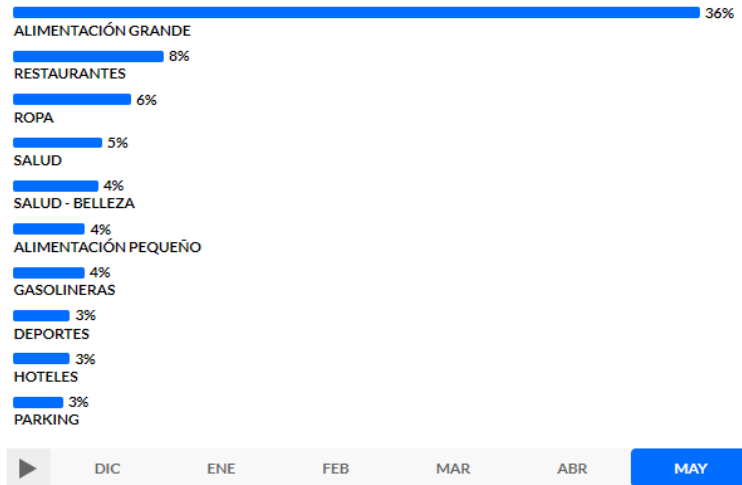 36%
ALIMENTACIÓN GRANDE
8%
RESTAURANTES
6%
ROPA
5%
SALUD
4%
SALUD - BELLEZA
4%
ALIMENTACIÓN PEQUEÑO
4%
GASOLINERAS
3%
DEPORTES
3%
HOTELES
3%
PARKING
DIC ENE FEB MAR ABR MAY